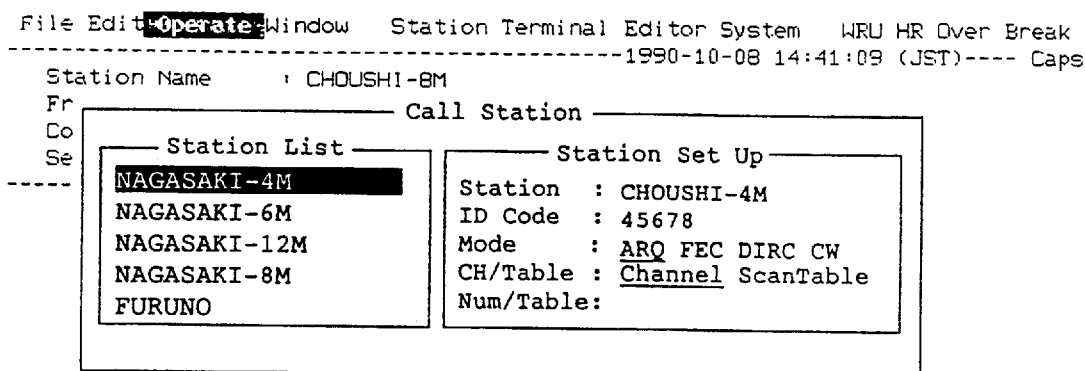 File Edit Operate Window Station Terminal Editor System WRU HR Over Break
1990-10-08 14:41:09 (JST) Caps
Station Name : CHOUSHI-8M
Fr
Co
Se
Call Station
Station List
NAGASAKI-4M
NAGASAKI-6M
NAGASAKI-12M
NAGASAKI-8M
FURUNO
Station Set Up
Station : CHOUSHI-4M
ID Code : 45678
Mode : ARQ FEC DIRC CW
CH/Table : Channel ScanTable
Num/Table: